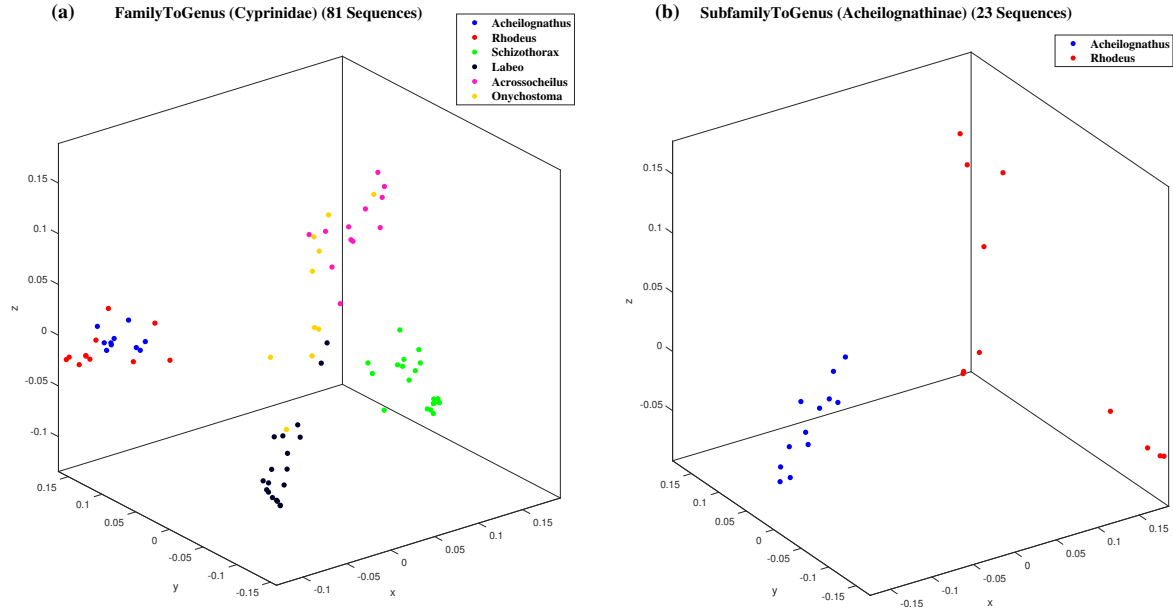 (a)
FamilyToGenus (Cyprinidae) (81 Sequences)
Acheilognathus
Rhodeus
Schizothorax
Labeo
Acrossocheilus
Onychostoma
0.15
0.1
0.05
0
-0.05
-0.1
z
0.15
0.1
0.05
0
-0.05
-0.1
-0.15
y
-0.1
-0.05
0
0.05
0.1
0.15
x
(b)
SubfamilyToGenus (Acheilognathinae) (23 Sequences)
Acheilognathus
Rhodeus
0.15
0.1
0.05
0
-0.05
z
0.15
0.1
0.05
0
-0.05
-0.1
-0.15
y
-0.15
-0.1
-0.05
0
0.05
0.1
0.15
x